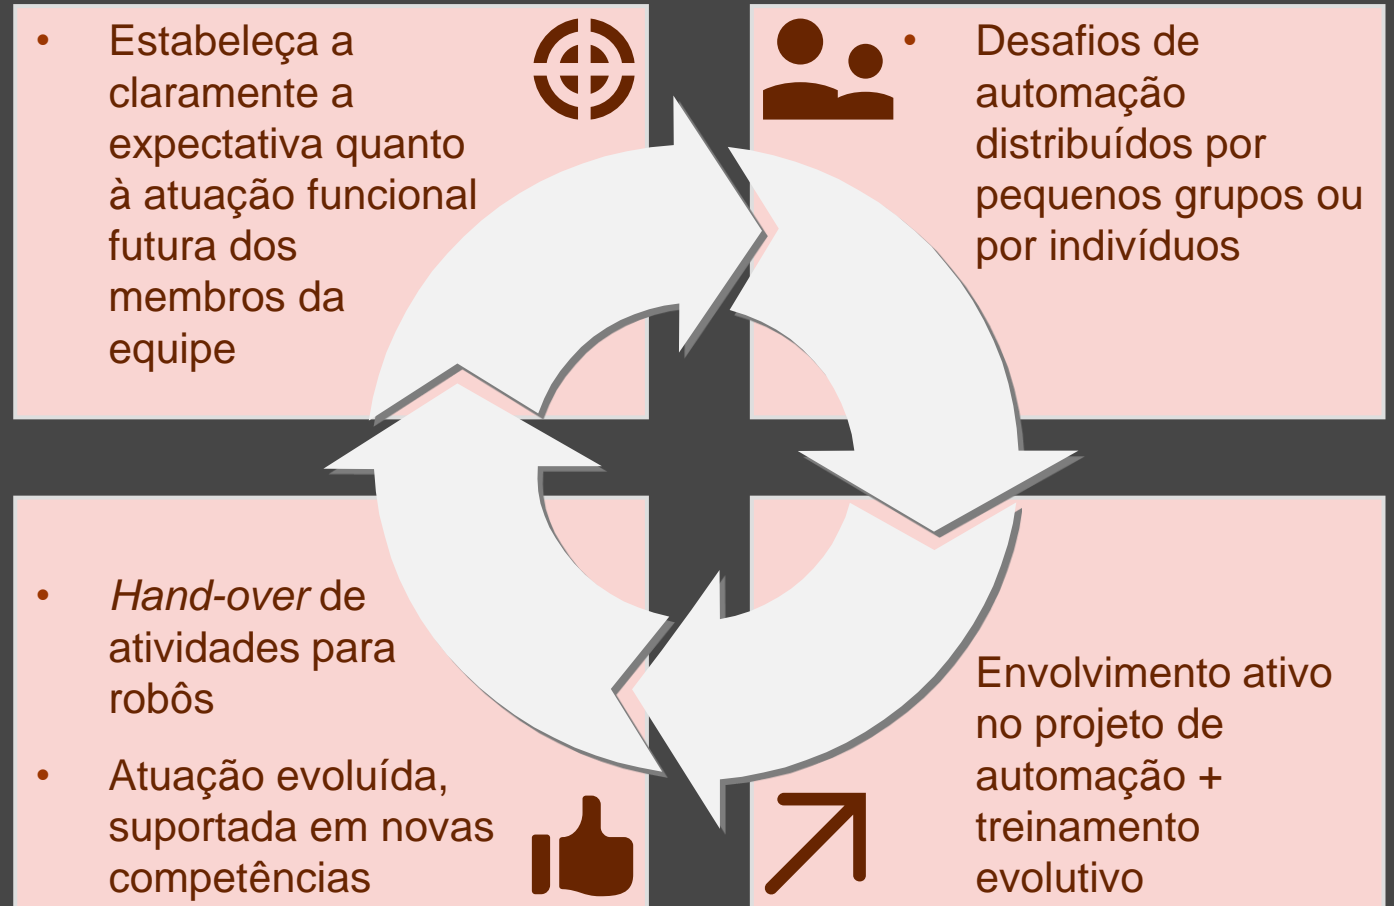 • Estabeleça a
claramente a
expectativa quanto
à atuação funcional
futura dos
membros da
equipe
• Desafios de
automação
distribuídos por
pequenos grupos ou
por indivíduos
• Hand-over de
atividades para
robôs
• Atuação evoluída,
suportada em novas
competências
Envolvimento ativo
no projeto de
automação +
treinamento
evolutivo